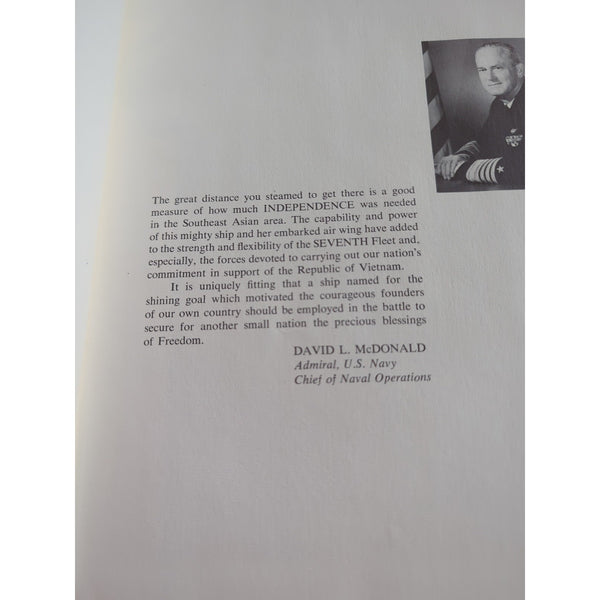 The great distance you steamed to get there is a good
measure of how much INDEPENDENCE was needed
in the Southeast Asian area. The capability and power
of this mighty ship and her embarked air wing have added
to the strength and flexibility of the SEVENTH Fleet and,
especially, the forces devoted to carrying out our nation's
commitment in support of the Republic of Vietnam.
It is uniquely fitting that a ship named for the
shining goal which motivated the courageous founders
of our own country should be employed in the battle to
secure for another small nation the precious blessings
of Freedom.
DAVID L. McDONALD
Admiral, U.S. Navy
Chief of Naval Operations